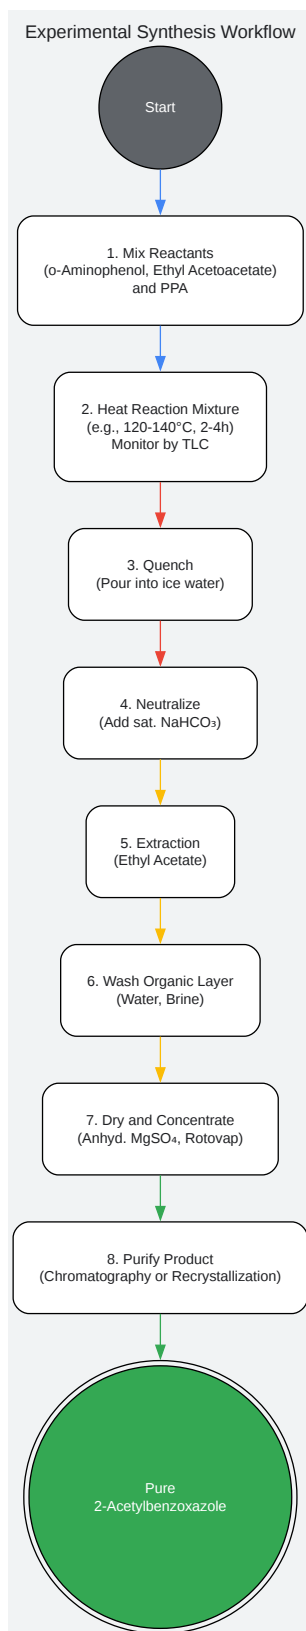 Experimental Synthesis Workflow
Start
1. Mix Reactants
(o-Aminophenol, Ethyl Acetoacetate)
and PPA
2. Heat Reaction Mixture
(e.g., 120-140°C, 2-4h)
Monitor by TLC
3. Quench
(Pour into ice water)
4. Neutralize
(Add sat. NaHCO₃)
5. Extraction
(Ethyl Acetate)
6. Wash Organic Layer
(Water, Brine)
7. Dry and Concentrate
(Anhyd. MgSO₄, Rotovap)
8. Purify Product
(Chromatography or Recrystallization)
Pure
2-Acetylbenzoxazole